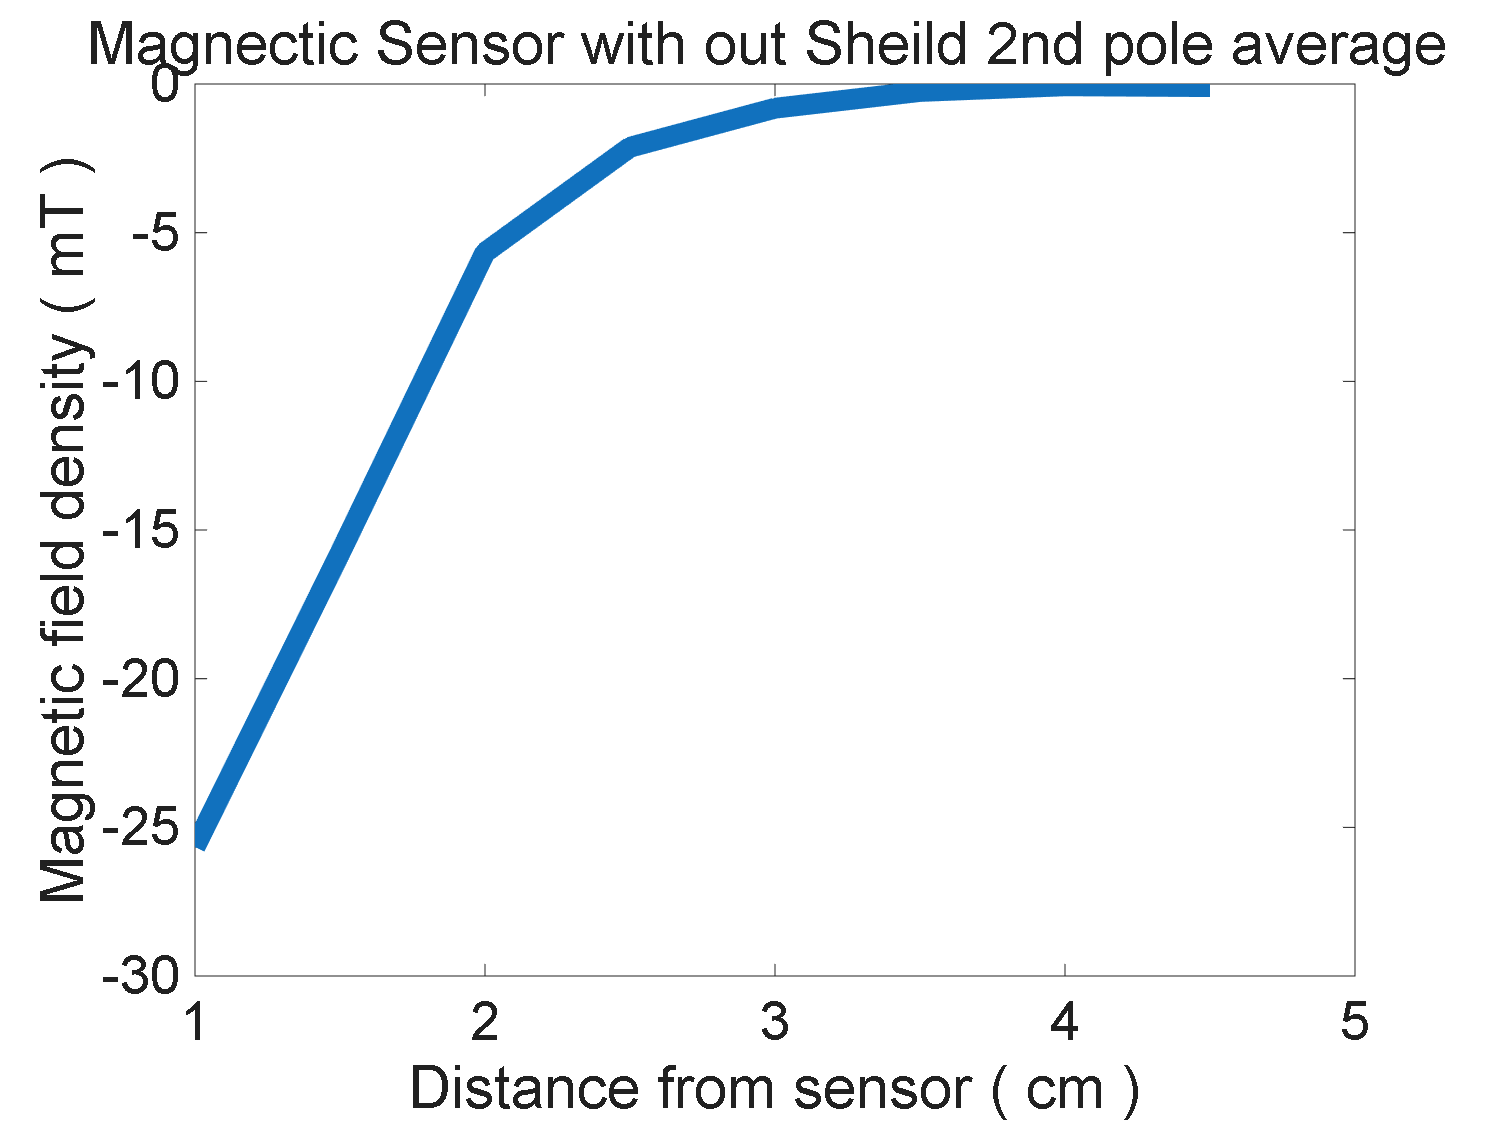 Magnectic Sensor with out Sheild 2nd pole average
0
-5
-10
-15
-20
-25
-30
Magnetic field density ( mT )
1 2 3 4 5
Distance from sensor ( cm )